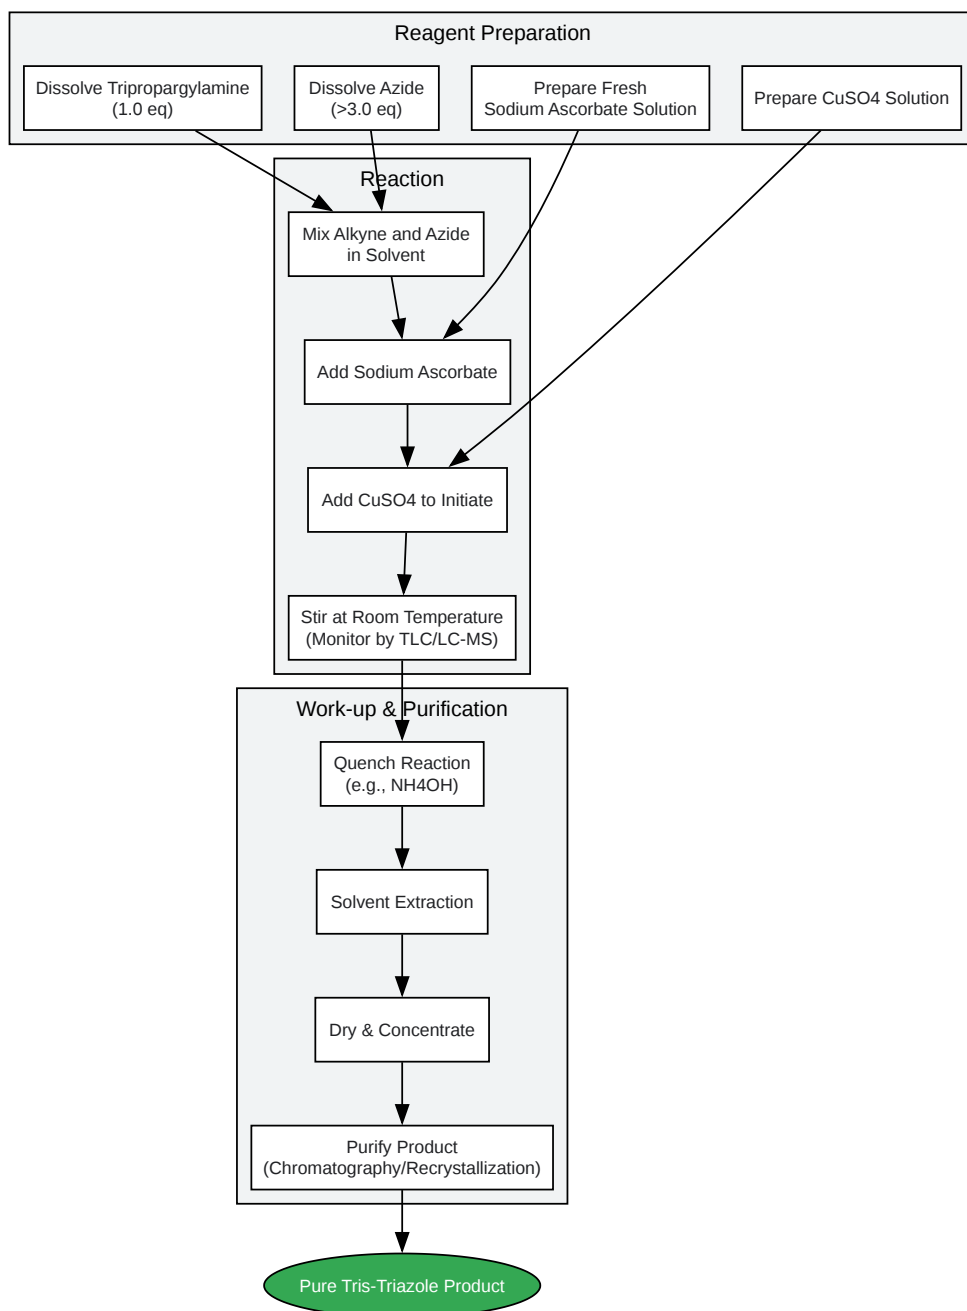 Reagent Preparation
Dissolve Tripropargylamine
(1.0 eq)
Dissolve Azide
(>3.0 eq)
Prepare Fresh
Sodium Ascorbate Solution
Prepare CuSO4 Solution
Reaction
Mix Alkyne and Azide
in Solvent
Add Sodium Ascorbate
Add CuSO4 to Initiate
Stir at Room Temperature
(Monitor by TLC/LC-MS)
Work-up & Purification
Quench Reaction
(e.g., NH4OH)
Solvent Extraction
Dry & Concentrate
Purify Product
(Chromatography/Recrystallization)
Pure Tris-Triazole Product